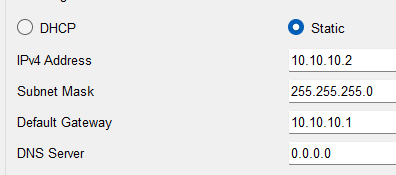 DHCP Static
IPv4 Address 10.10.10.2
Subnet Mask 255.255.255.0
Default Gateway 10.10.10.1
DNS Server 0.0.0.0